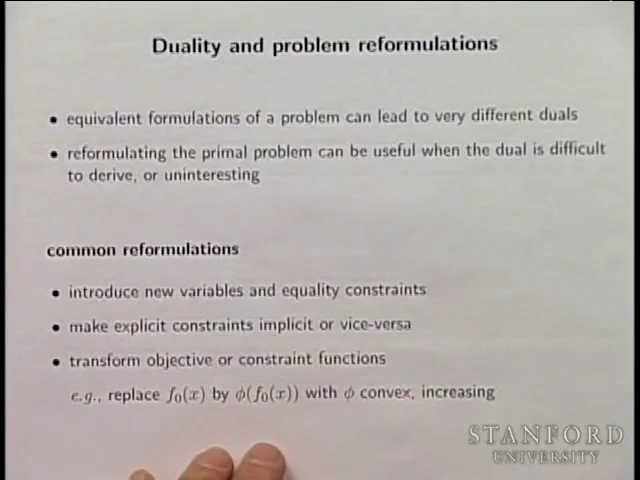 Duality and problem reformulations
• equivalent formulations of a problem can lead to very different duals
• reformulating the primal problem can be useful when the dual is difficult
to derive, or uninteresting
common reformulations
• introduce new variables and equality constraints
• make explicit constraints implicit or vice-versa
• transform objective or constraint functions
e.g., replace f₀(x) by ϕ(f₀(x)) with ϕ convex, increasing
STANFORD
UNIVERSITY